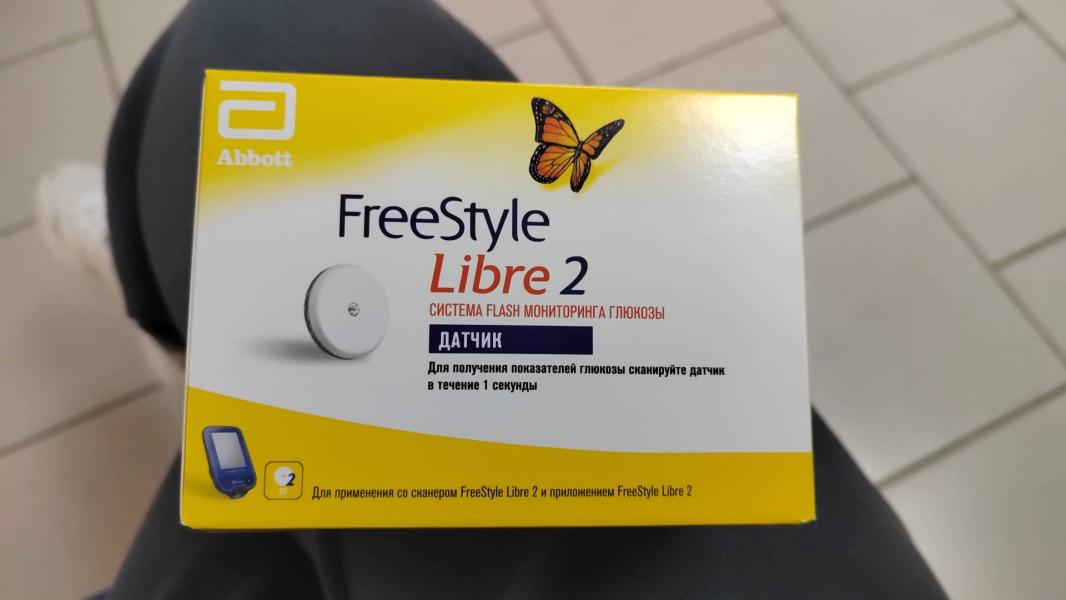 Abbott
FreeStyle
Libre 2
СИСТЕМА FLASH МОНИТОРИНГА ГЛЮКОЗЫ
ДАТЧИК
Для получения показателей глюкозы сканируйте датчик
в течение 1 секунды
2
Для применения со сканером FreeStyle Libre 2 и приложением FreeStyle Libre 2